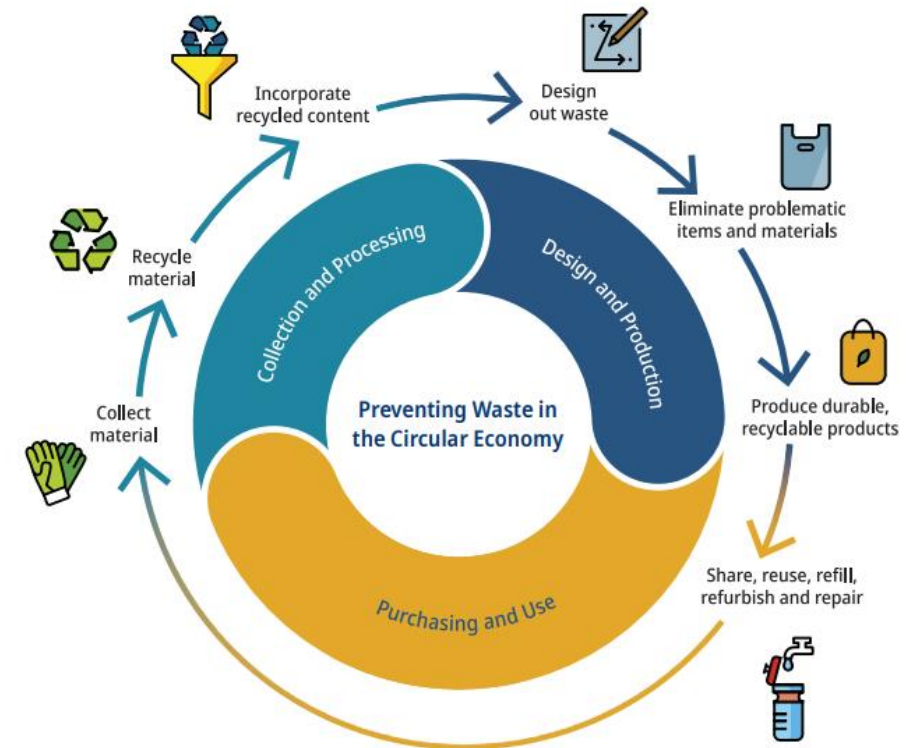 Incorporate
recycled content
Design
out waste
Eliminate problematic
items and materials
Produce durable,
recyclable products
Share, reuse, refill,
refurbish and repair
Collect
material
Recycle
material
Collection and Processing
Design and Production
Purchasing and Use
Preventing Waste in
the Circular Economy